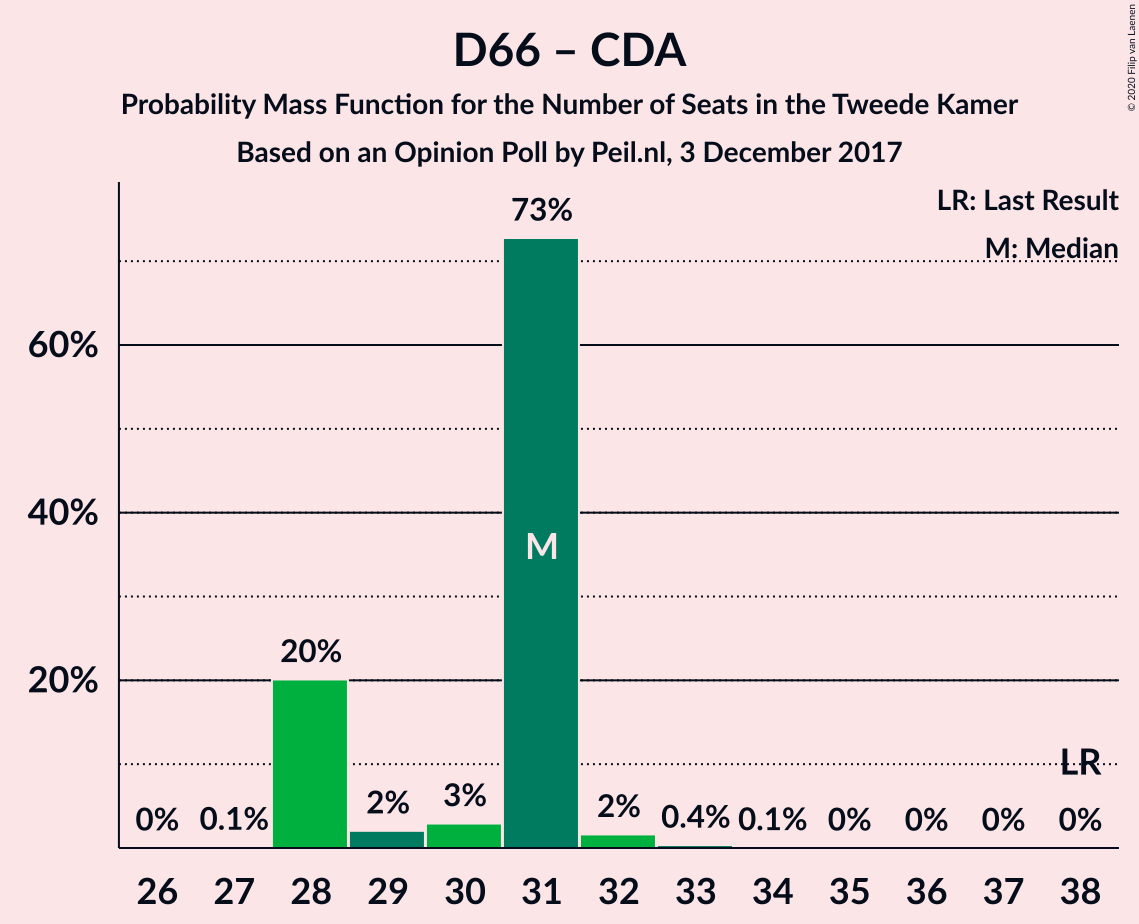 D66 – CDA
Probability Mass Function for the Number of Seats in the Tweede Kamer
Based on an Opinion Poll by Peil.nl, 3 December 2017
© 2020 Filip van Laenen
LR: Last Result
M: Median
73%
60%
40%
M
20%
20%
LR
0%
0.1%
2%
3%
2%
0.4%
0.1%
0%
0%
0%
0%
26 27 28 29 30 31 32 33 34 35 36 37 38